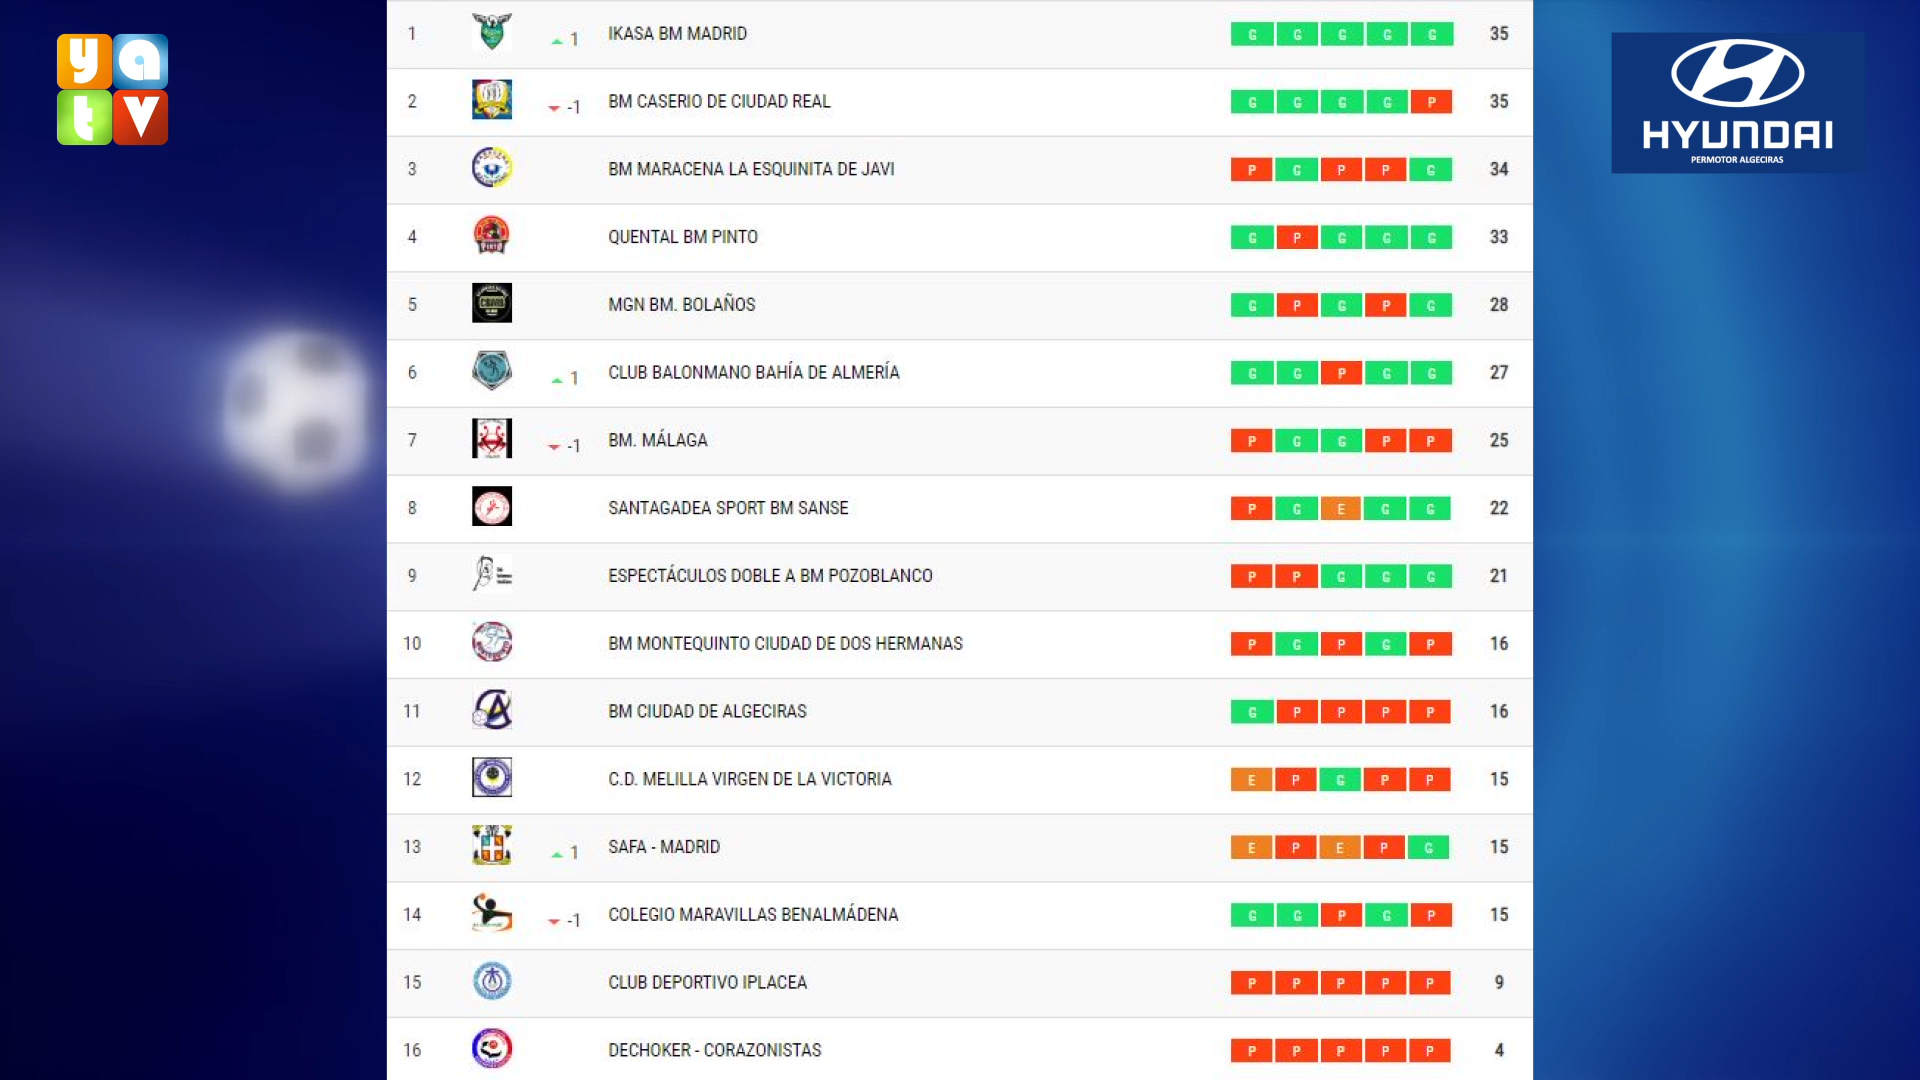 ya
tv
HYUNDAI
PERMOTOR ALGECIRAS
1 1 IKASA BM MADRID G G G G G 35
2 -1 BM CASERIO DE CIUDAD REAL G G G G P 35
3 BM MARACENA LA ESQUINITA DE JAVI P G P P G 34
4 QUENTAL BM PINTO G P G G G 33
5 MGN BM. BOLAÑOS G P G P G 28
6 1 CLUB BALONMANO BAHÍA DE ALMERÍA G G P G G 27
7 -1 BM. MÁLAGA P G G P P 25
8 SANTAGADEA SPORT BM SANSE P G E G G 22
9 ESPECTÁCULOS DOBLE A BM POZOBLANCO P P G G G 21
10 BM MONTEQUINTO CIUDAD DE DOS HERMANAS P G P G P 16
11 BM CIUDAD DE ALGECIRAS G P P P P 16
12 C.D. MELILLA VIRGEN DE LA VICTORIA E P G P P 15
13 1 SAFA - MADRID E P E P G 15
14 -1 COLEGIO MARAVILLAS BENALMÁDENA G G P G P 15
15 CLUB DEPORTIVO IPLACEA P P P P P 9
16 DECHOKER - CORAZONISTAS P P P P P 4